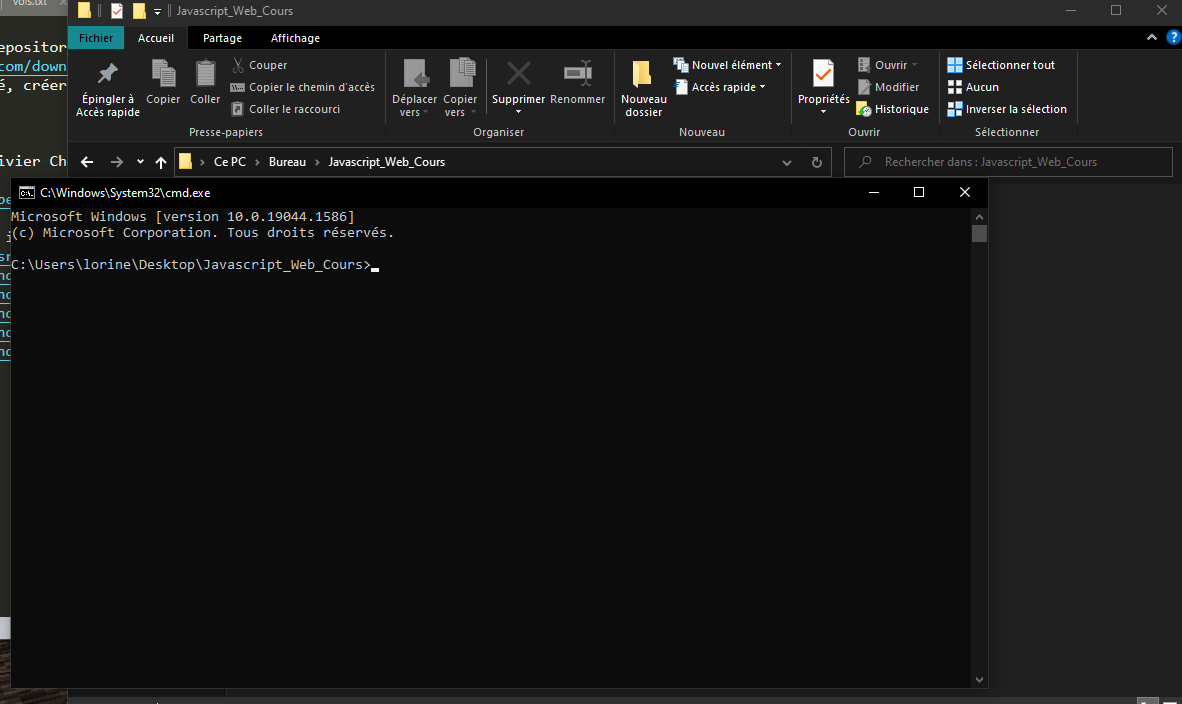 vols.txt
Javascript_Web_Cours
Fichier Accueil Partage Affichage
epositor
com/down
é, créer
ivier Ch
Épingler à Accès rapide
Copier
Coller
Couper
Copier le chemin d'accès
Coller le raccourci
Presse-papiers
Déplacer vers
Copier vers
Supprimer
Renommer
Organiser
Nouveau dossier
Nouvel élément
Accès rapide
Nouveau
Propriétés
Ouvrir
Modifier
Historique
Ouvrir
Sélectionner tout
Aucun
Inverser la sélection
Sélectionner
Ce PC > Bureau > Javascript_Web_Cours
Rechercher dans : Javascript_Web_Cours
C:\Windows\System32\cmd.exe
Microsoft Windows [version 10.0.19044.1586]
(c) Microsoft Corporation. Tous droits réservés.
C:\Users\lorine\Desktop\Javascript_Web_Cours>